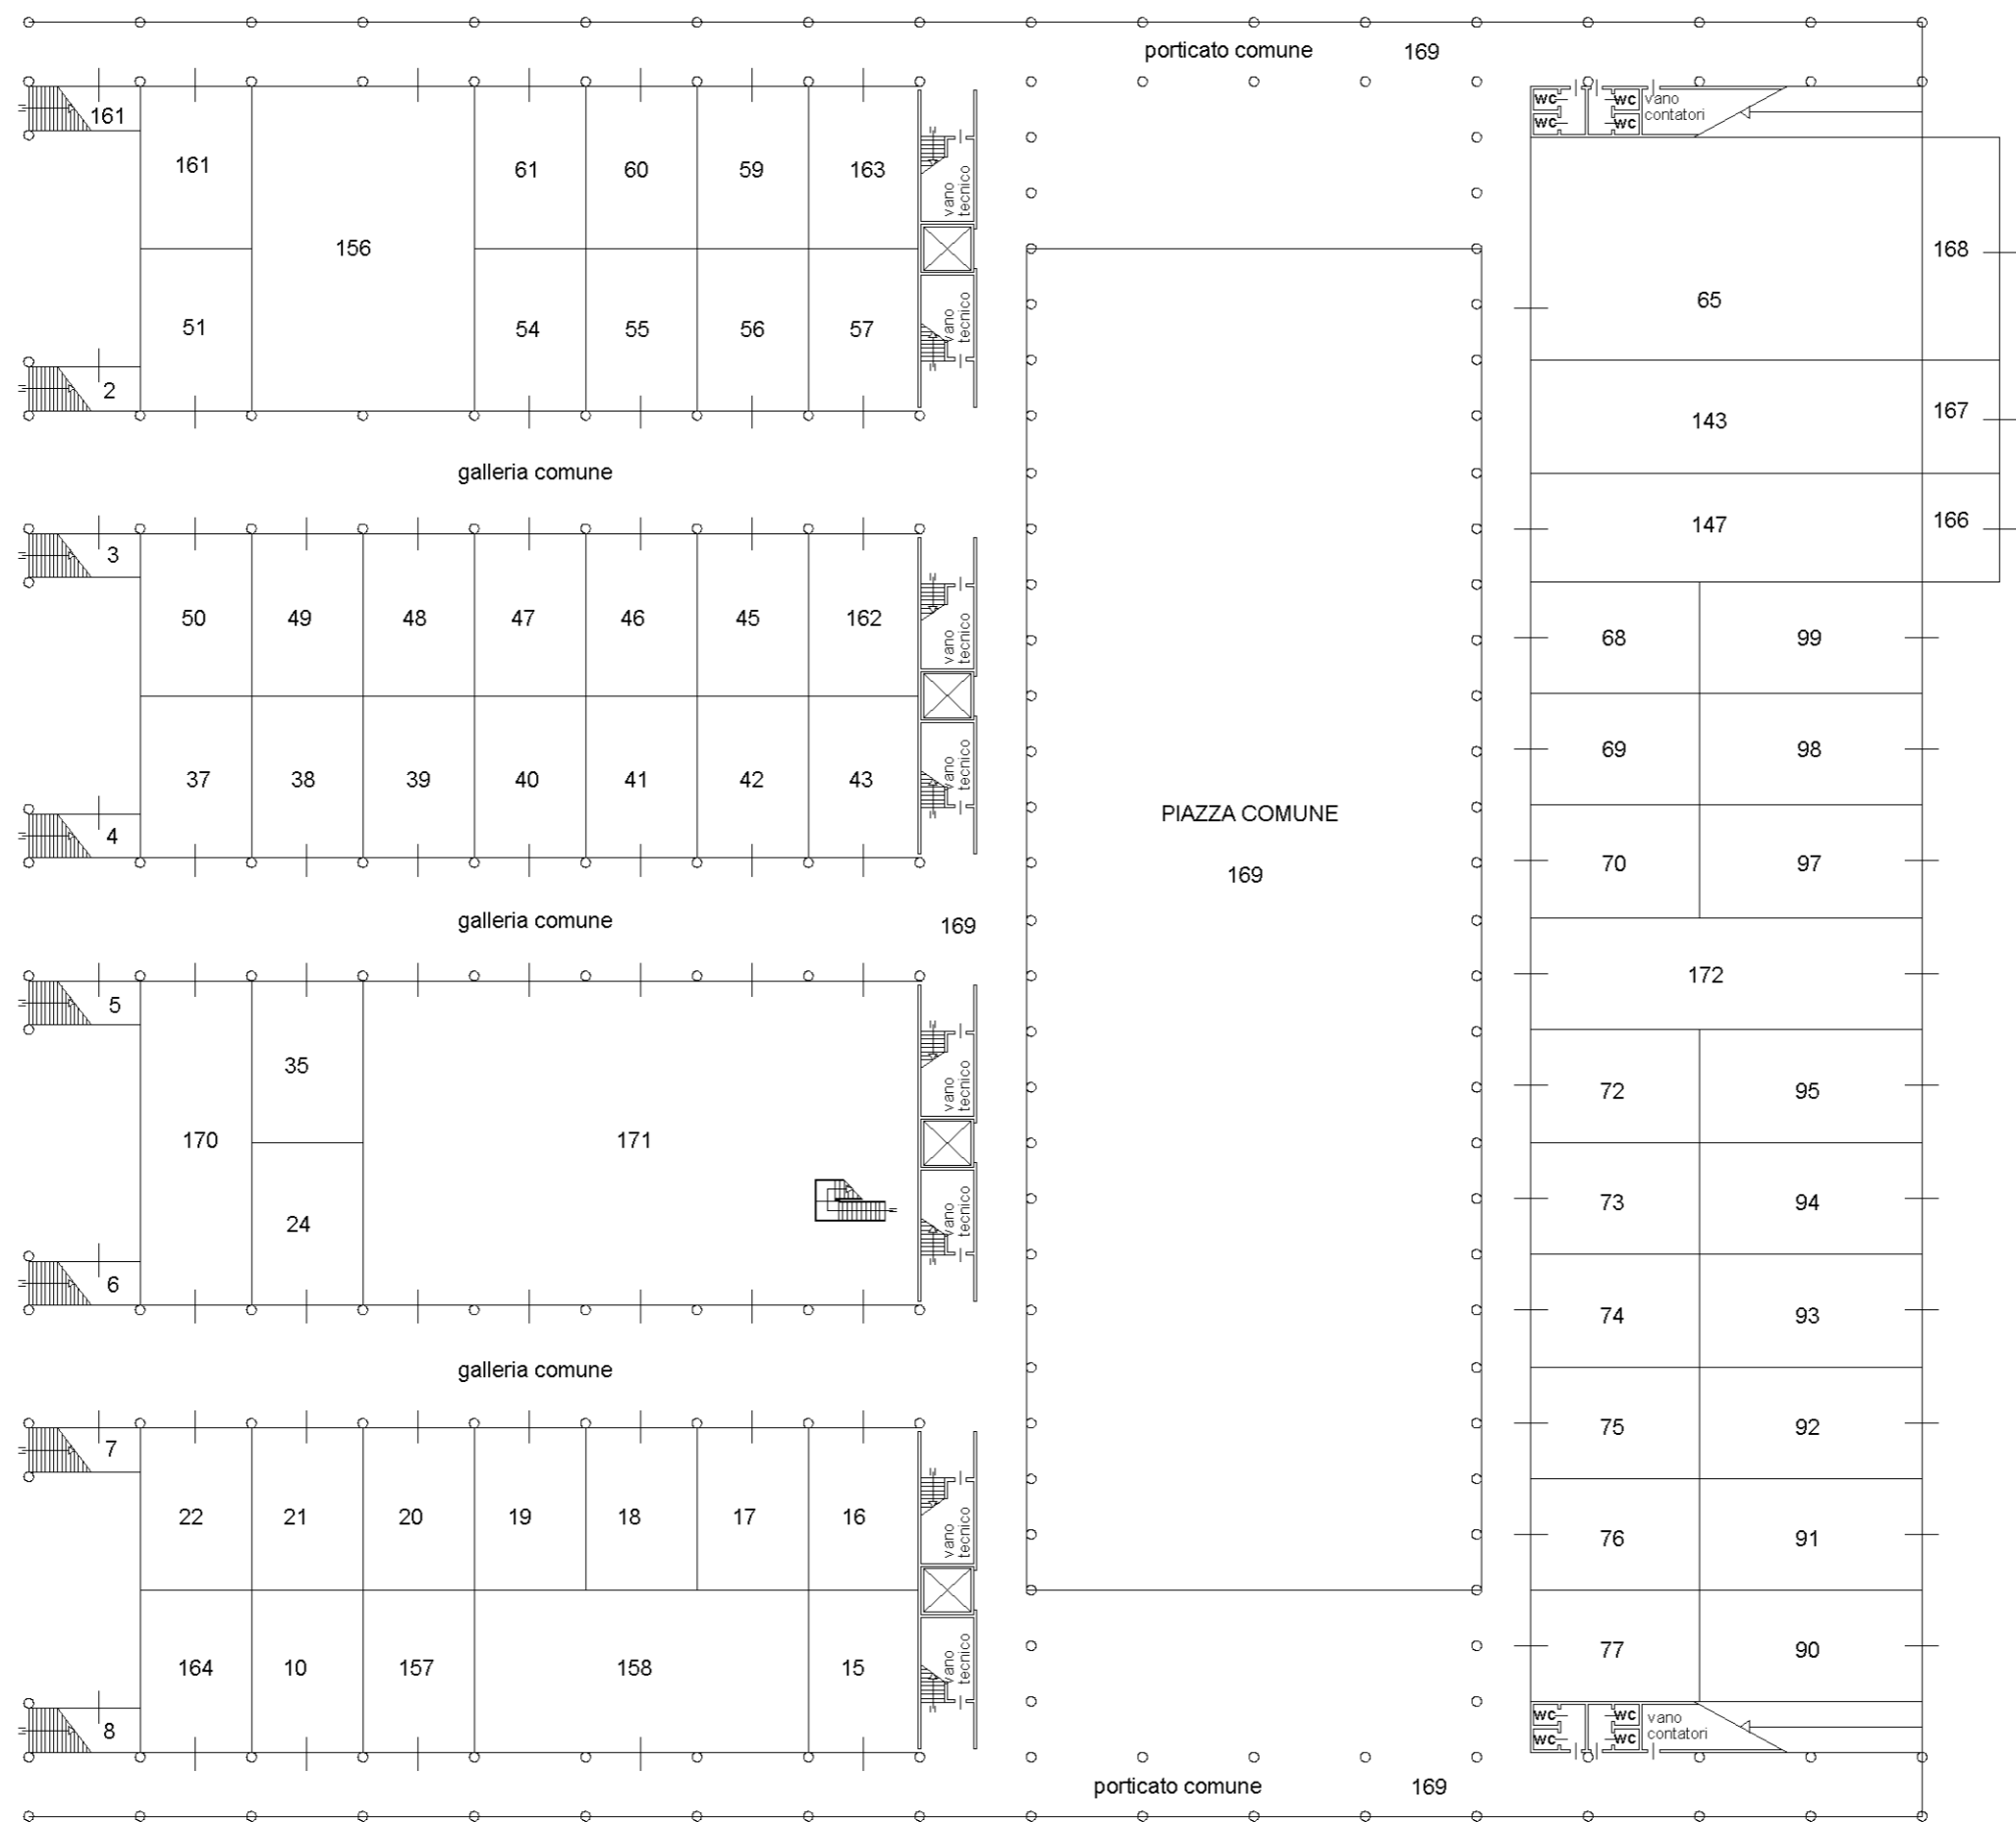 porticato comune 169
161
161
156
61
60
59
163
vano
tecnico
WC
WC
WC
WC
vano
contatori
168
65
51
54
55
56
57
vano
tecnico
2
143
167
galleria comune
147
166
3
50
49
48
47
46
45
162
vano
tecnico
68
99
69
98
37
38
39
40
41
42
43
vano
tecnico
4
PIAZZA COMUNE
169
70
97
galleria comune
169
172
5
35
170
171
24
vano
tecnico
vano
tecnico
6
72
95
73
94
74
93
galleria comune
7
22
21
20
19
18
17
16
vano
tecnico
75
92
76
91
164
10
157
158
15
vano
tecnico
8
77
90
WC
WC
WC
WC
vano
contatori
porticato comune 169